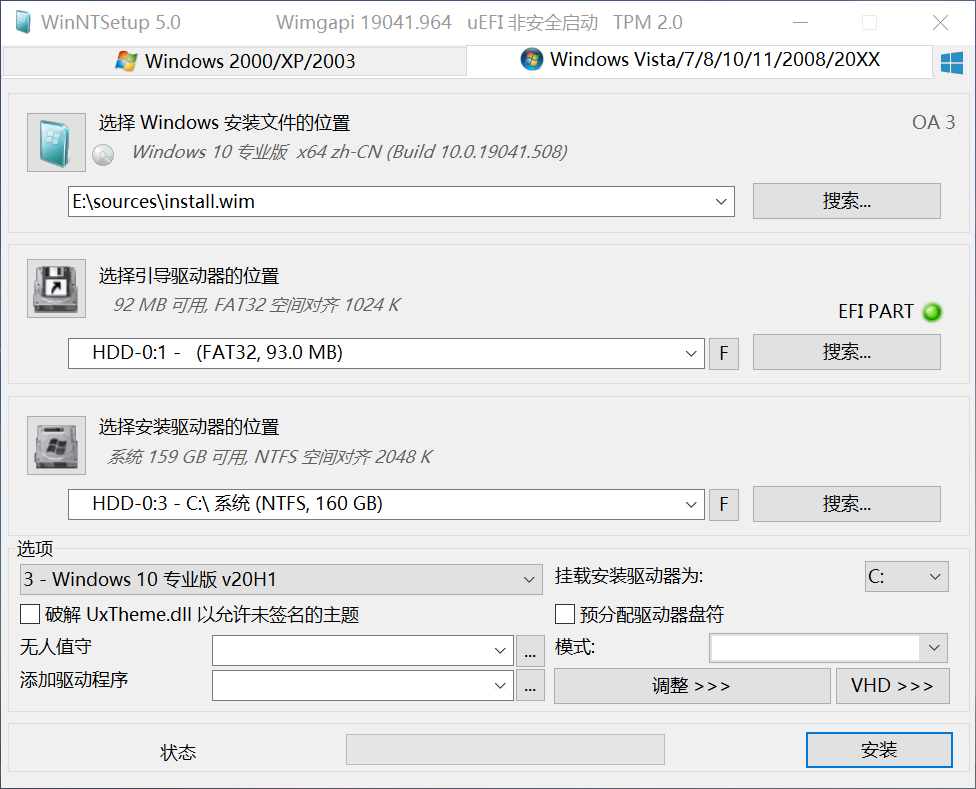 WinNTSetup 5.0 Wimgapi 19041.964 uEFI 非安全启动 TPM 2.0
Windows 2000/XP/2003 Windows Vista/7/8/10/11/2008/20XX
选择 Windows 安装文件的位置 OA 3
Windows 10 专业版 x64 zh-CN (Build 10.0.19041.508)
E:\sources\install.wim 搜索...
选择引导驱动器的位置
92 MB 可用, FAT32 空间对齐 1024 K
EFI PART
HDD-0:1 - (FAT32, 93.0 MB) F 搜索...
选择安装驱动器的位置
系统 159 GB 可用, NTFS 空间对齐 2048 K
HDD-0:3 - C:\ 系统 (NTFS, 160 GB) F 搜索...
选项
3 - Windows 10 专业版 v20H1 挂载安装驱动器为: C:
破解 UxTheme.dll 以允许未签名的主题 预分配驱动器盘符
无人值守 ... 模式:
添加驱动程序 ... 调整 >>> VHD >>>
状态 安装